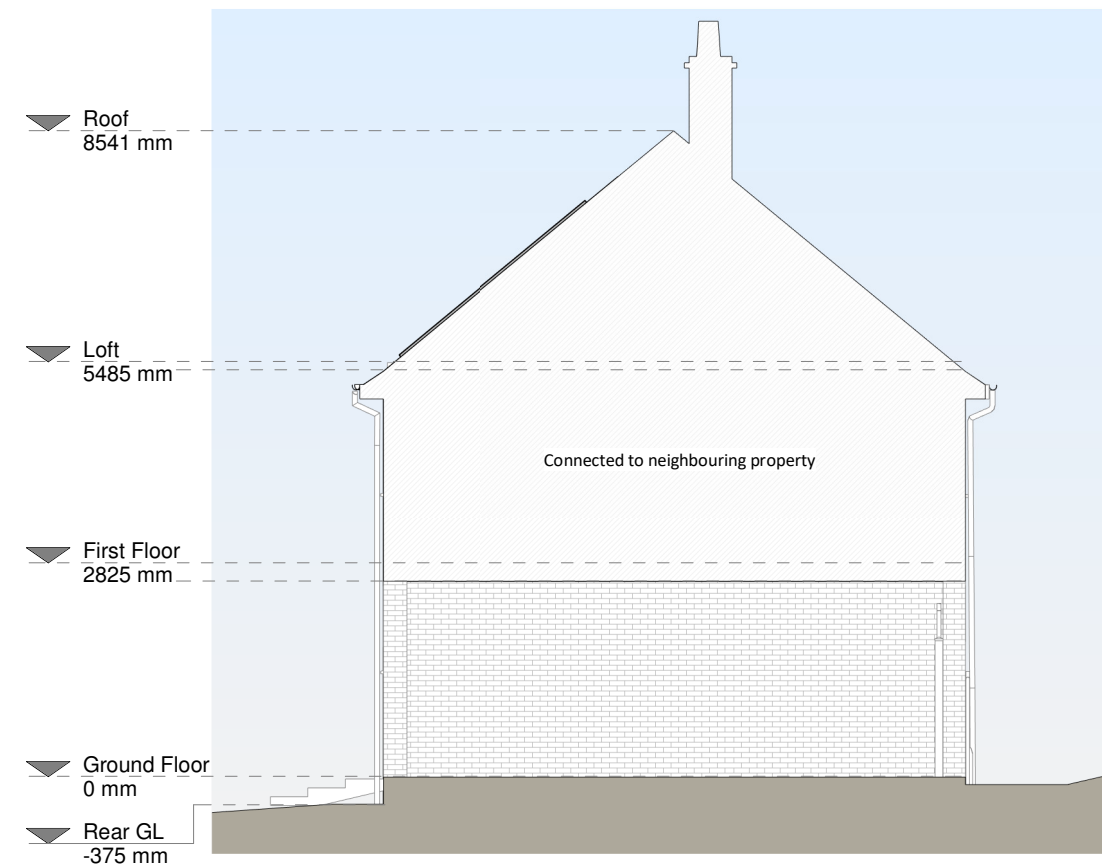 Roof
8541 mm
Loft
5485 mm
Connected to neighbouring property
First Floor
2825 mm
Ground Floor
0 mm
Rear GL
-375 mm